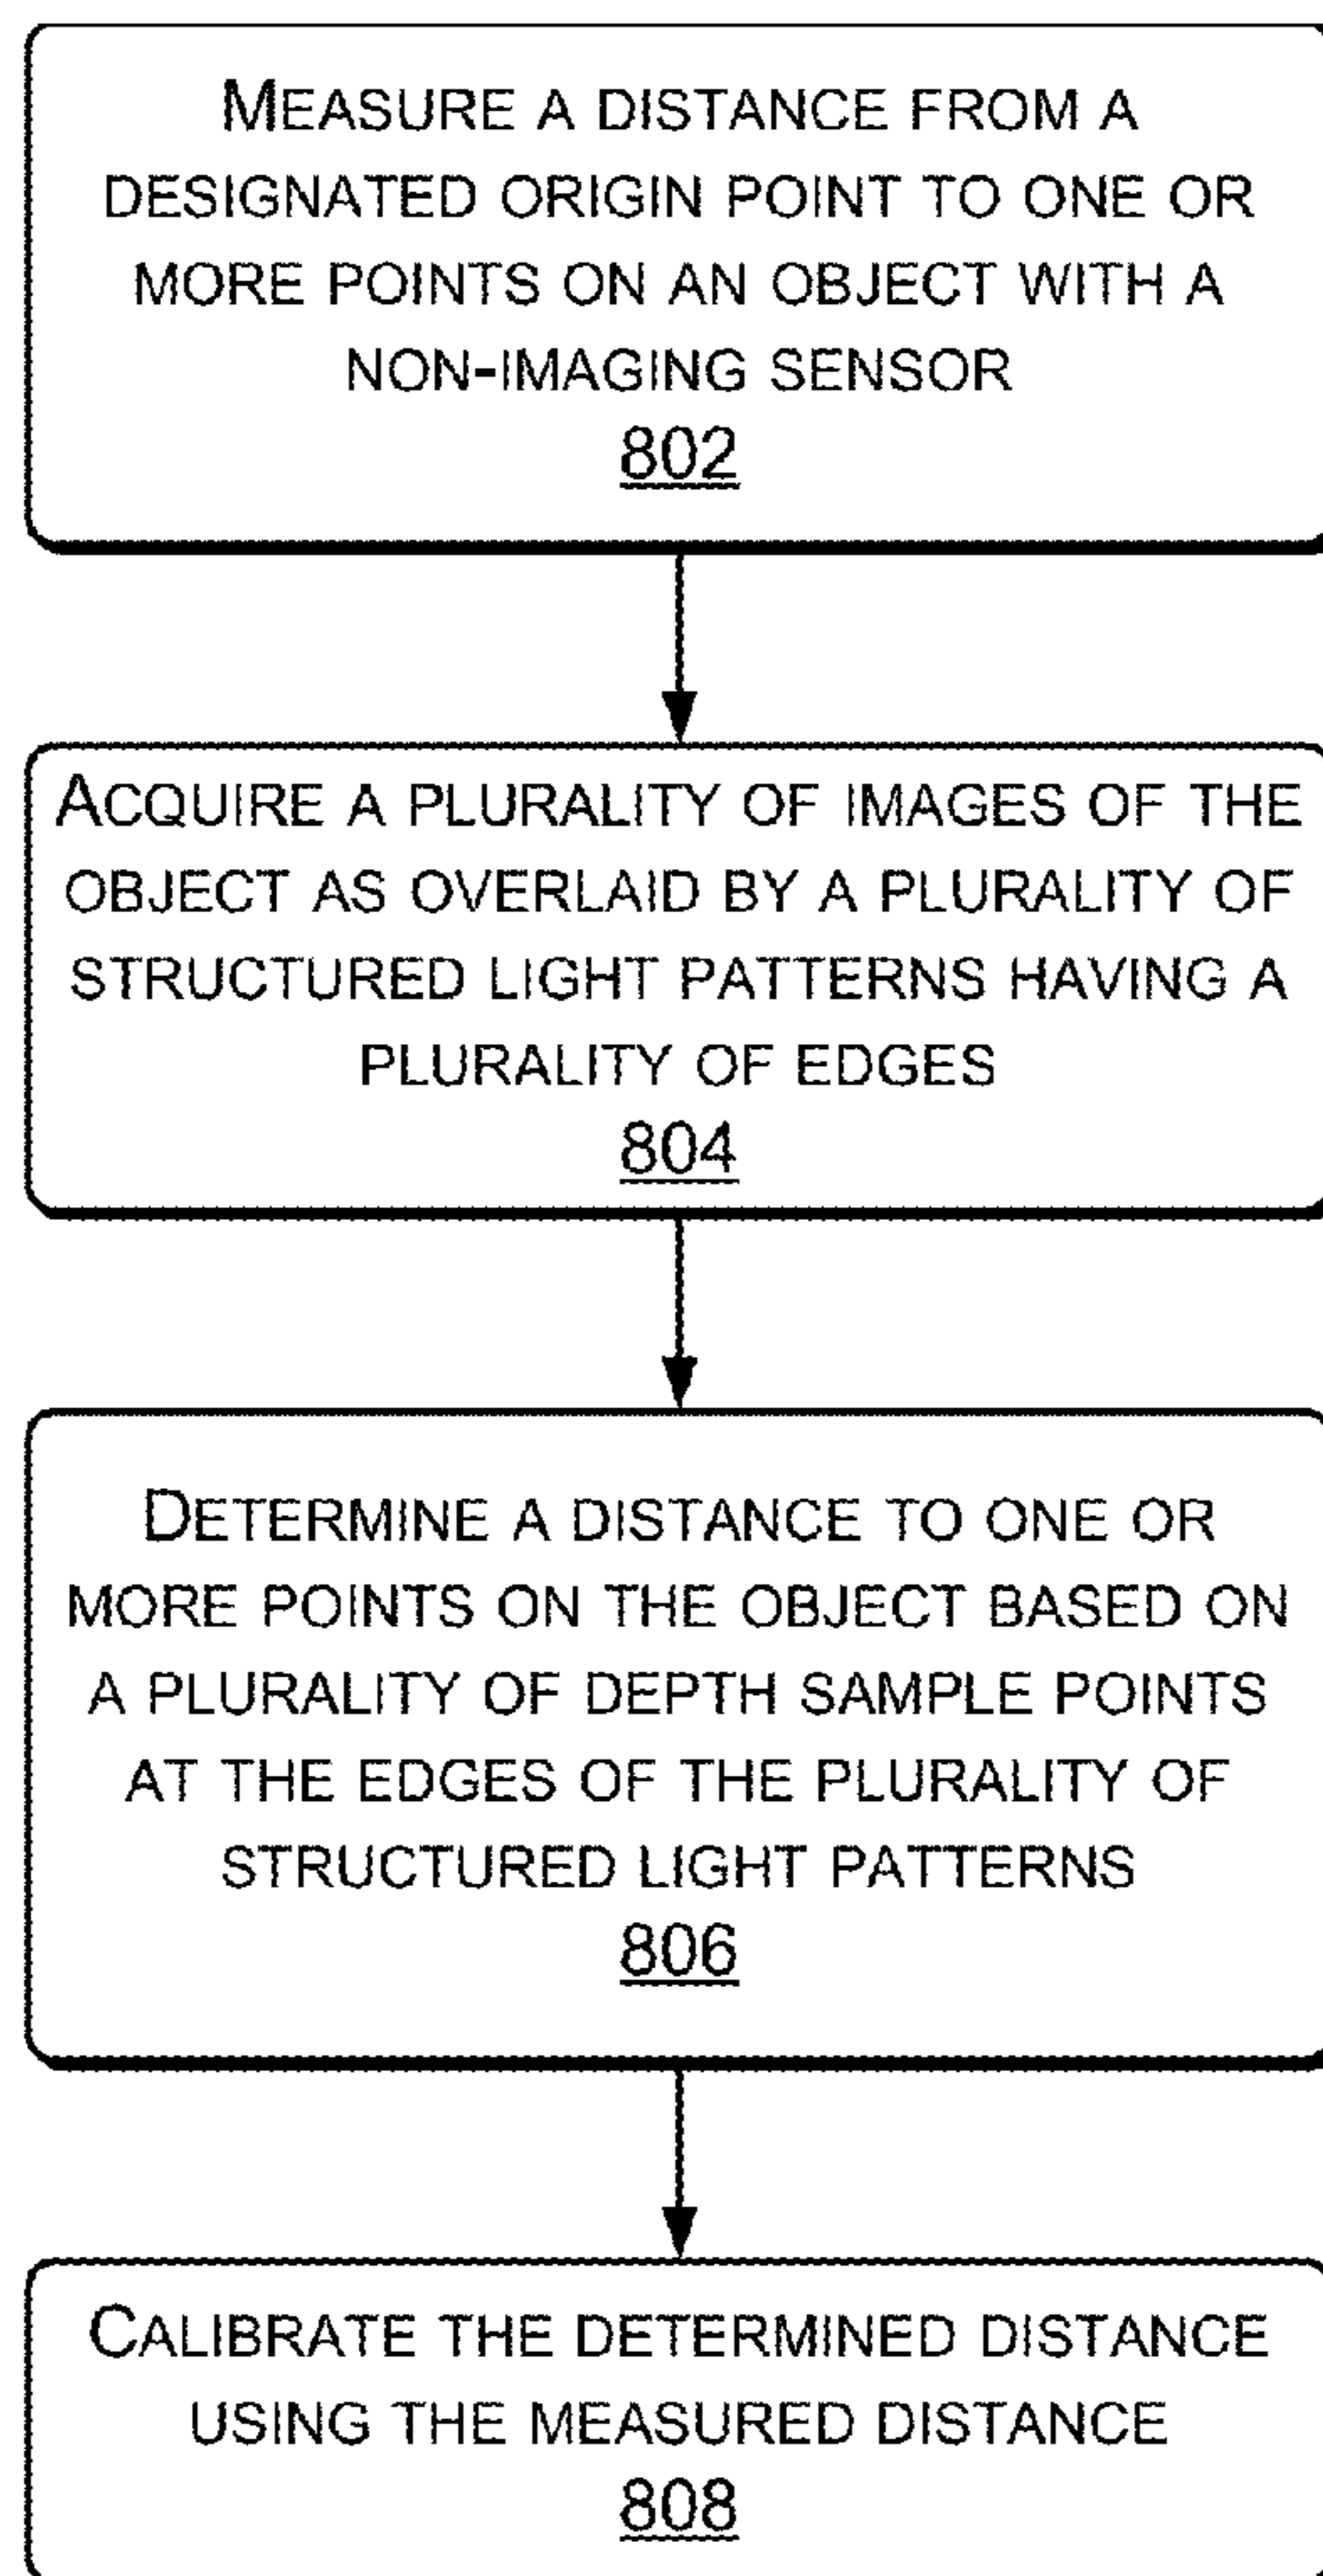 MEASURE A DISTANCE FROM A
DESIGNATED ORIGIN POINT TO ONE OR
MORE POINTS ON AN OBJECT WITH A
NON-IMAGING SENSOR
802
ACQUIRE A PLURALITY OF IMAGES OF THE
OBJECT AS OVERLAID BY A PLURALITY OF
STRUCTURED LIGHT PATTERNS HAVING A
PLURALITY OF EDGES
804
DETERMINE A DISTANCE TO ONE OR
MORE POINTS ON THE OBJECT BASED ON
A PLURALITY OF DEPTH SAMPLE POINTS
AT THE EDGES OF THE PLURALITY OF
STRUCTURED LIGHT PATTERNS
806
CALIBRATE THE DETERMINED DISTANCE
USING THE MEASURED DISTANCE
808